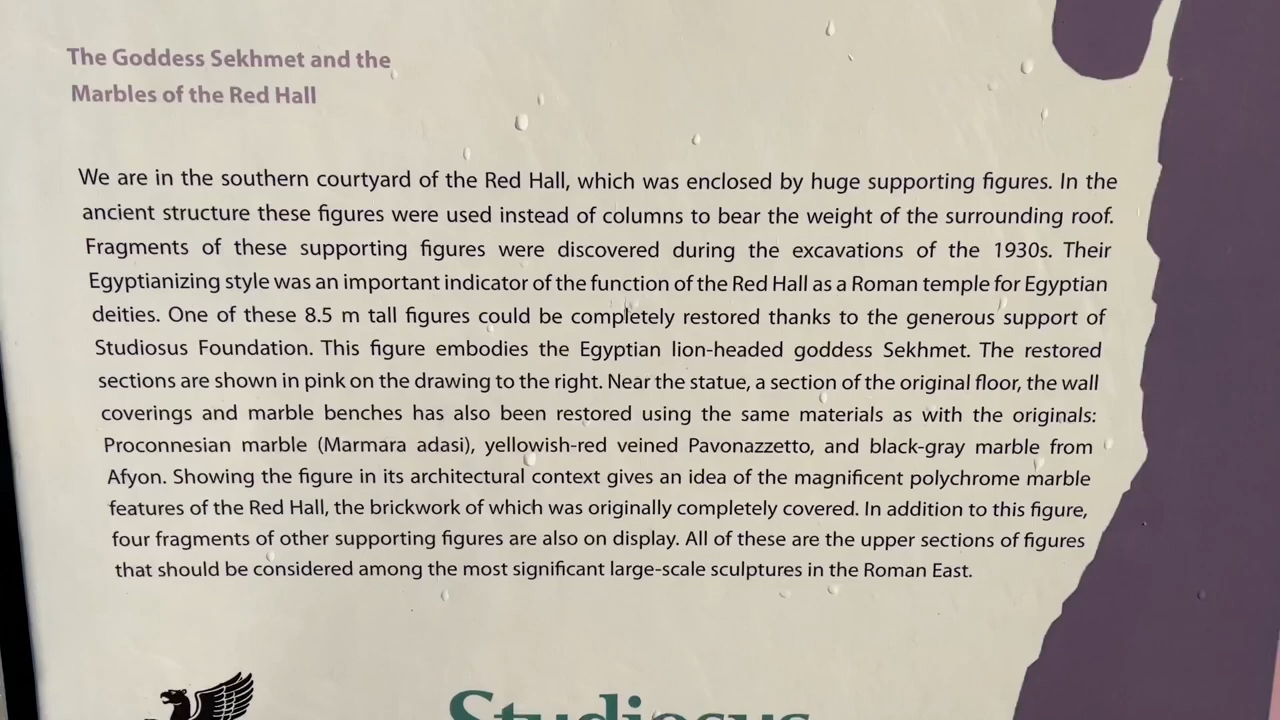 The Goddess Sekhmet and the
Marbles of the Red Hall
We are in the southern courtyard of the Red Hall, which was enclosed by huge supporting figures. In the
ancient structure these figures were used instead of columns to bear the weight of the surrounding roof.
Fragments of these supporting figures were discovered during the excavations of the 1930s. Their
Egyptianizing style was an important indicator of the function of the Red Hall as a Roman temple for Egyptian
deities. One of these 8.5 m tall figures could be completely restored thanks to the generous support of
Studiosus Foundation. This figure embodies the Egyptian lion-headed goddess Sekhmet. The restored
sections are shown in pink on the drawing to the right. Near the statue, a section of the original floor, the wall
coverings and marble benches has also been restored using the same materials as with the originals:
Proconnesian marble (Marmara adasi), yellowish-red veined Pavonazzetto, and black-gray marble from
Afyon. Showing the figure in its architectural context gives an idea of the magnificent polychrome marble
features of the Red Hall, the brickwork of which was originally completely covered. In addition to this figure,
four fragments of other supporting figures are also on display. All of these are the upper sections of figures
that should be considered among the most significant large-scale sculptures in the Roman East.
Studiosus